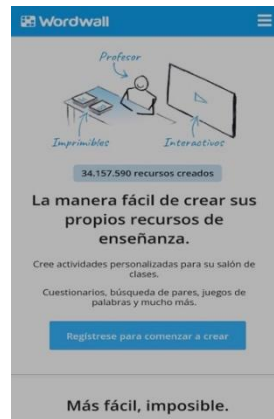 Wordwall
Profesor
Imprimibles
Interactivos
34.157.590 recursos creados
La manera fácil de crear sus
propios recursos de
enseñanza.
Cree actividades personalizadas para su salón de
clases.
Cuestionarios, búsqueda de pares, juegos de
palabras y mucho más.
Regístrese para comenzar a crear
Más fácil, imposible.